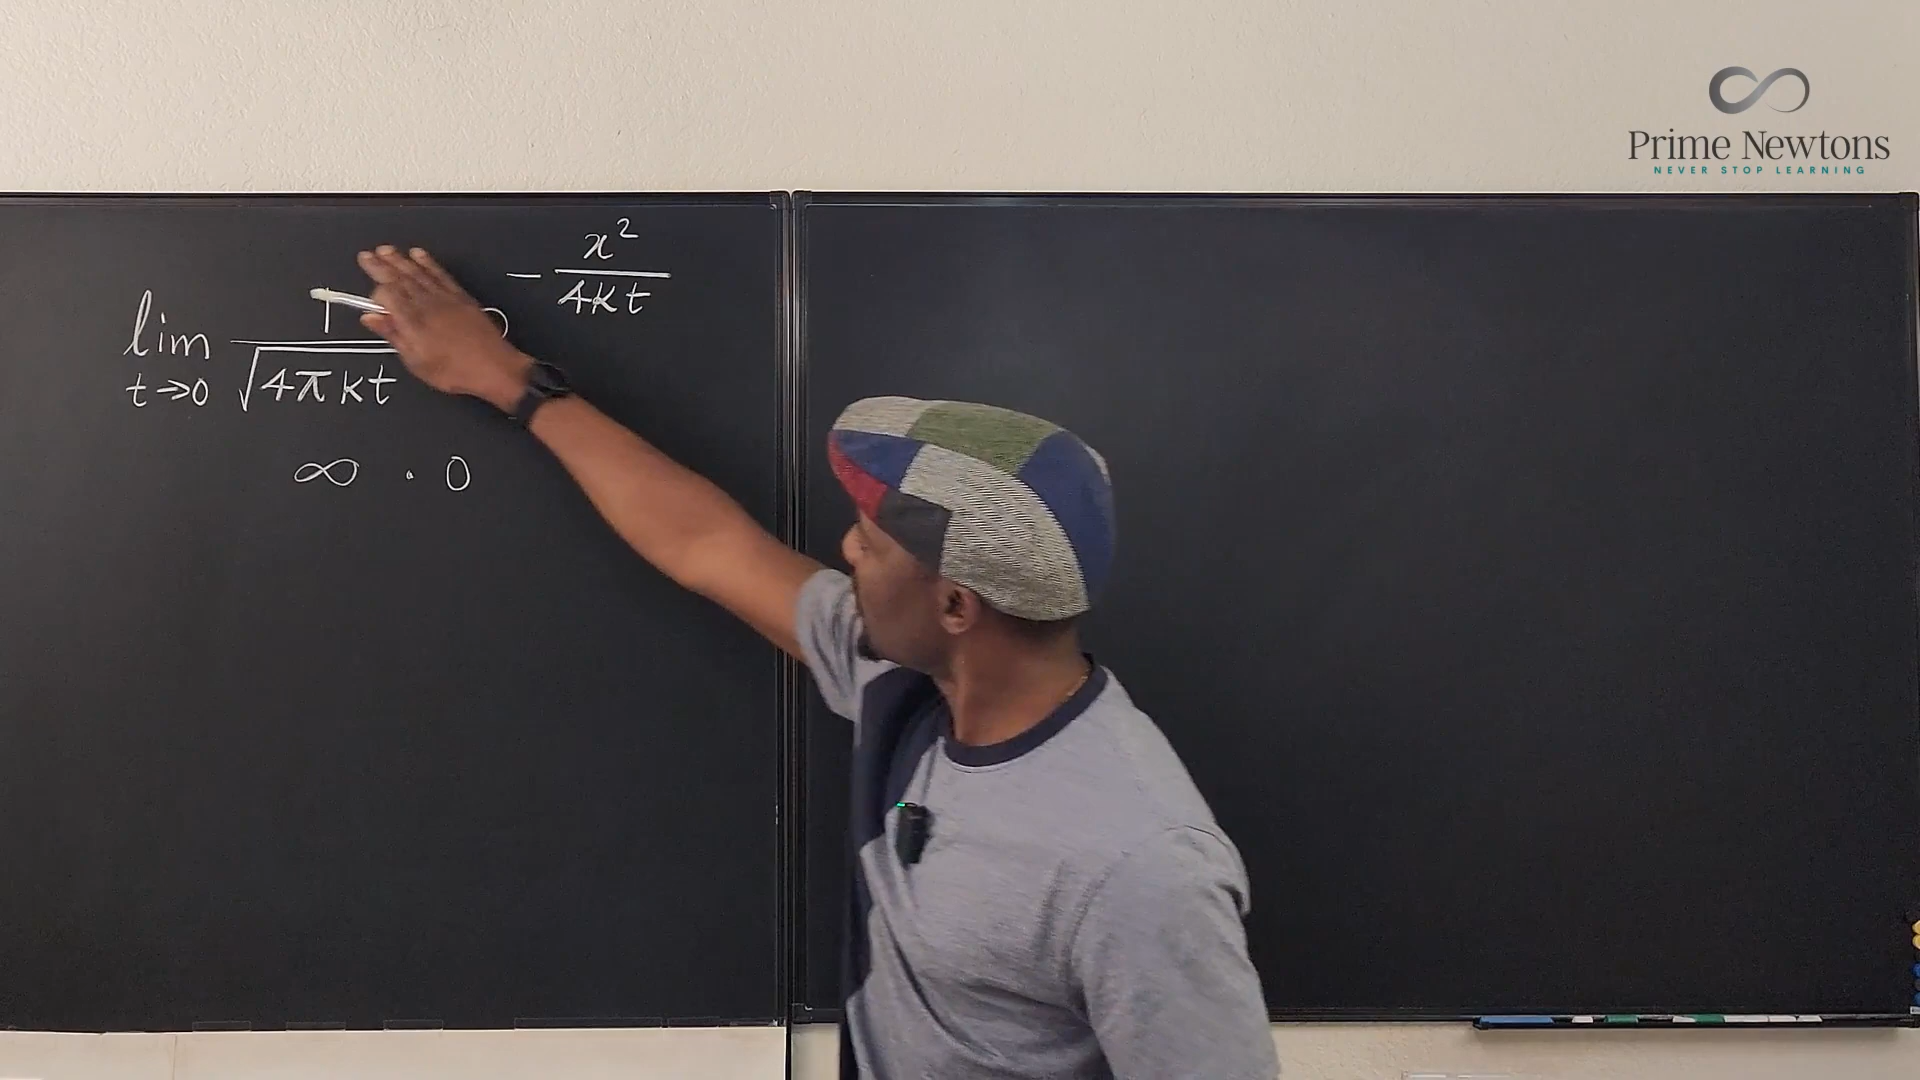 Prime Newtons
NEVER STOP LEARNING
lim t→0 1/√4πkt e^-x²/4kt
∞ · 0